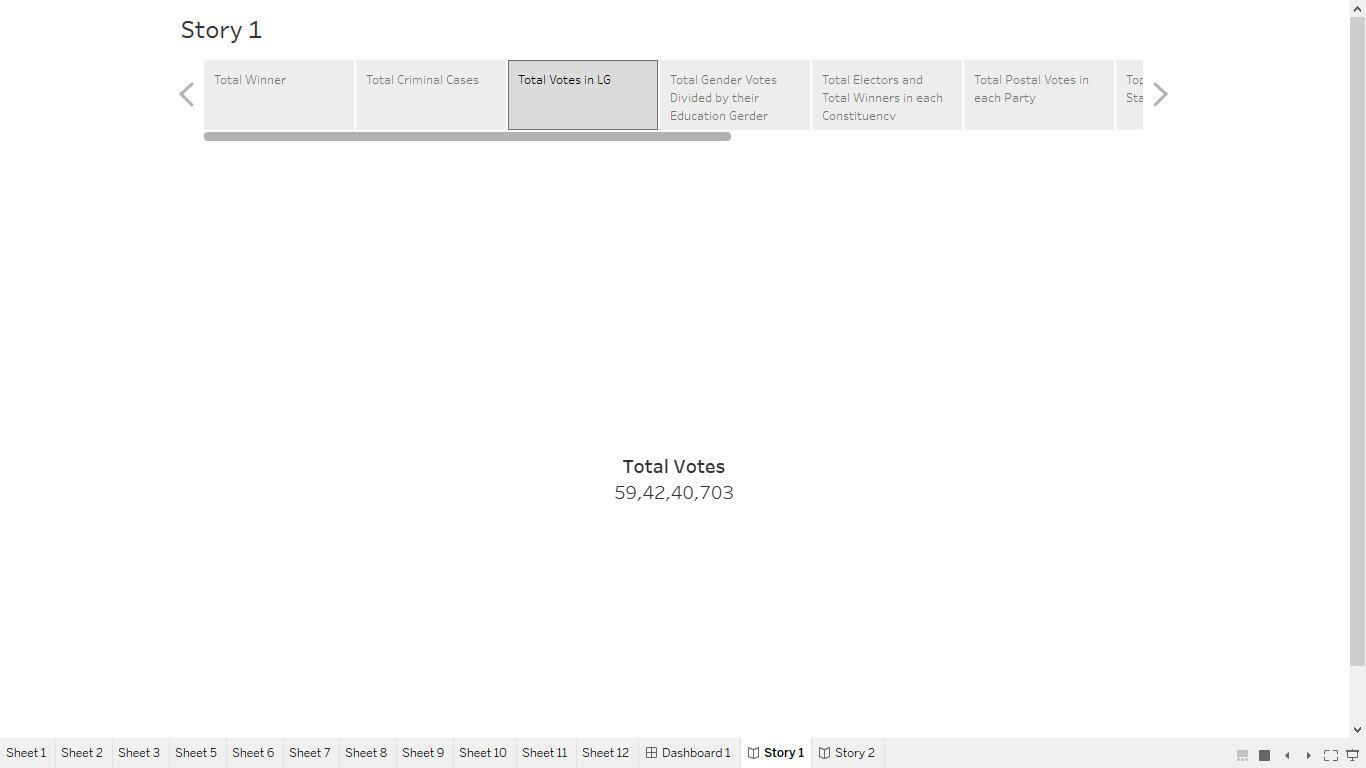 Story 1
Total Winner
Total Criminal Cases
Total Votes in LG
Total Gender Votes
Divided by their
Education Gerder
Total Electors and
Total Winners in each
Constituency
Total Postal Votes in
each Party
Total Votes
59,42,40,703
Sheet 1 Sheet 2 Sheet 3 Sheet 5 Sheet 6 Sheet 7 Sheet 8 Sheet 9 Sheet 10 Sheet 11 Sheet 12 Dashboard 1 Story 1 Story 2